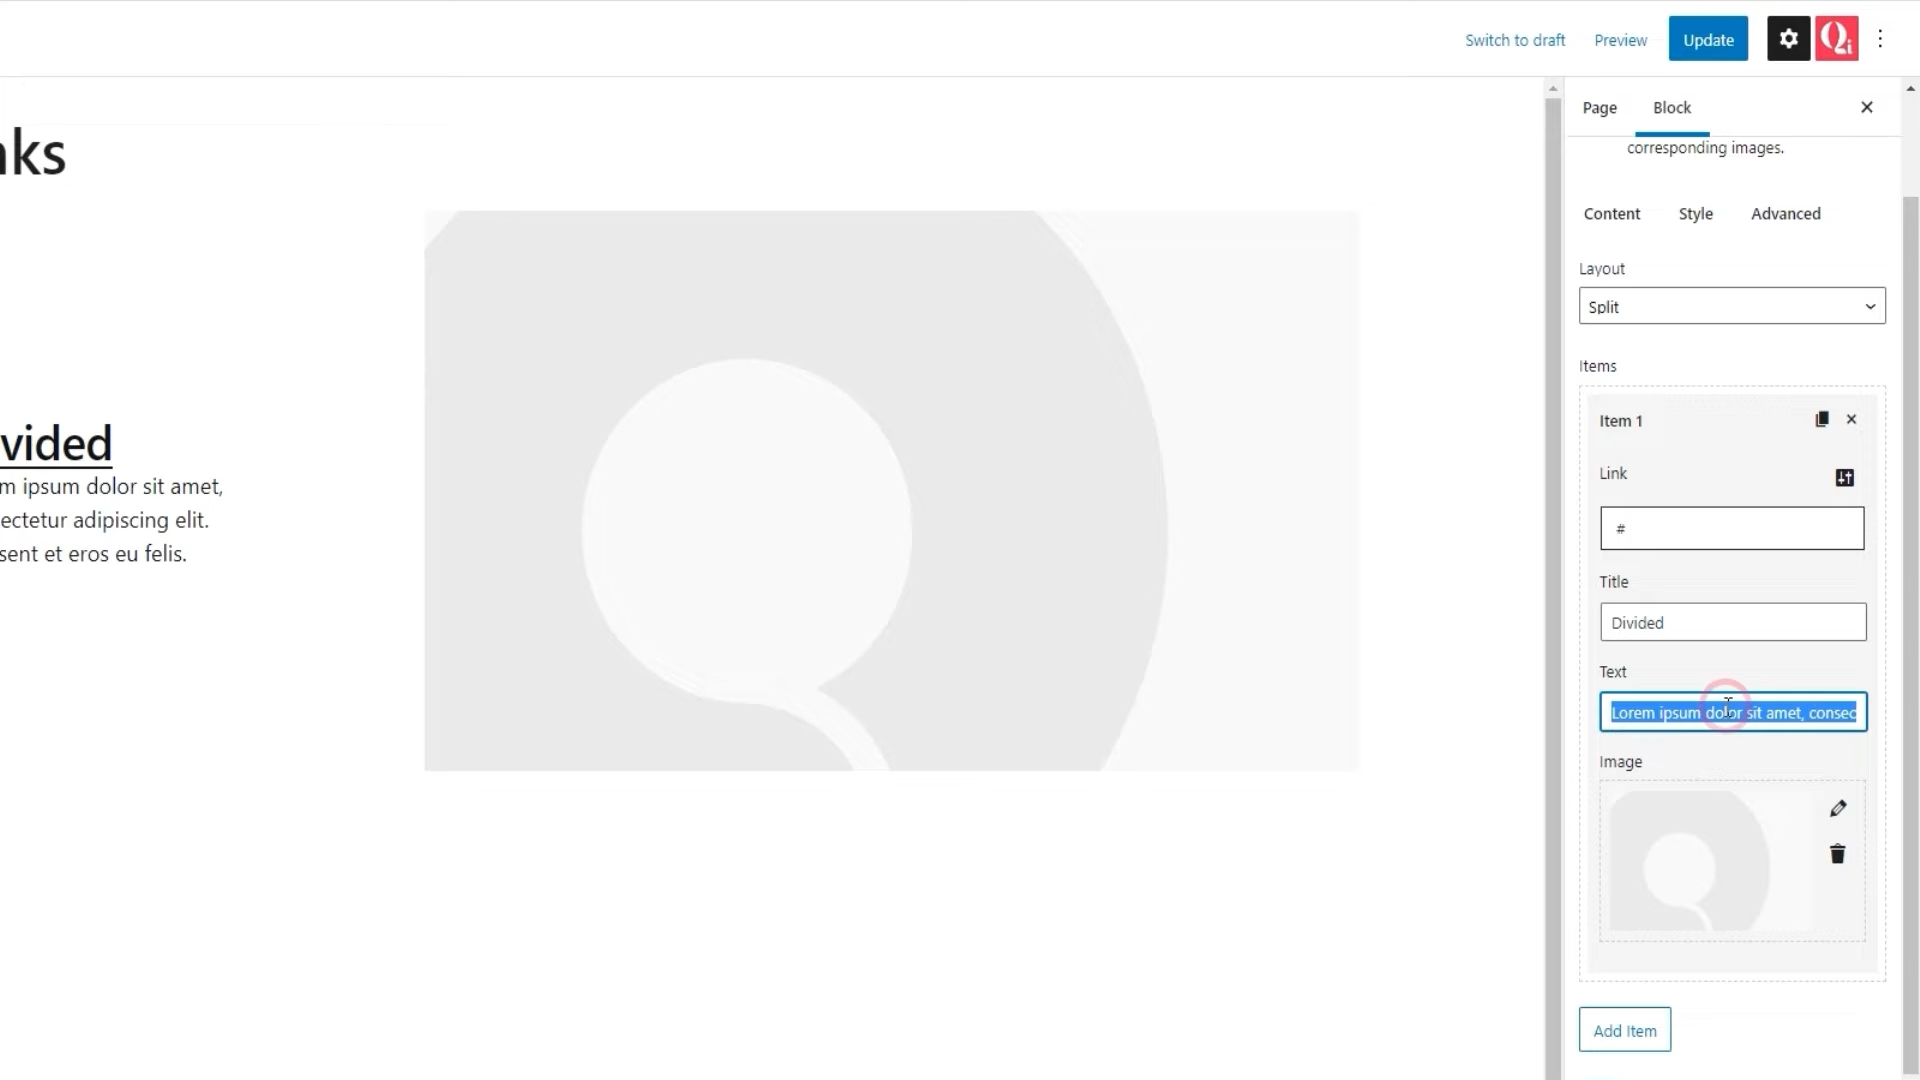 Switch to draft
Preview
Update
Qi
Page
Block
corresponding images.
Content
Style
Advanced
Layout
Split
Items
Item 1
Link
#
Title
Divided
Text
Lorem ipsum dolor sit amet, consec
Image
Add Item
nks
vided
m ipsum dolor sit amet,
ectetur adipiscing elit.
sent et eros eu felis.